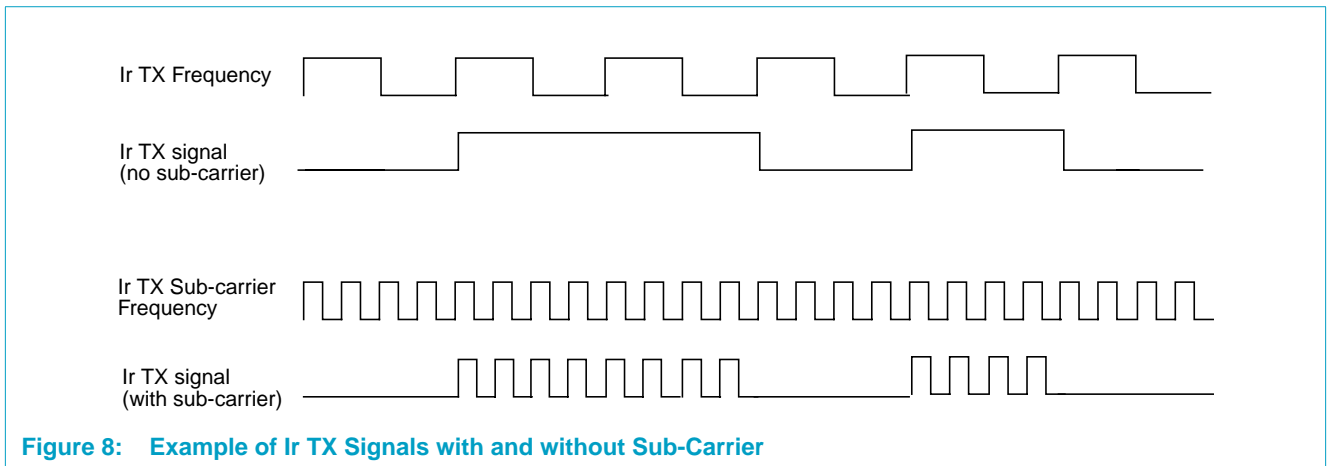 Ir TX Frequency
Ir TX signal
(no sub-carrier)
Ir TX Sub-carrier
Frequency
Ir TX signal
(with sub-carrier)
Figure 8: Example of Ir TX Signals with and without Sub-Carrier